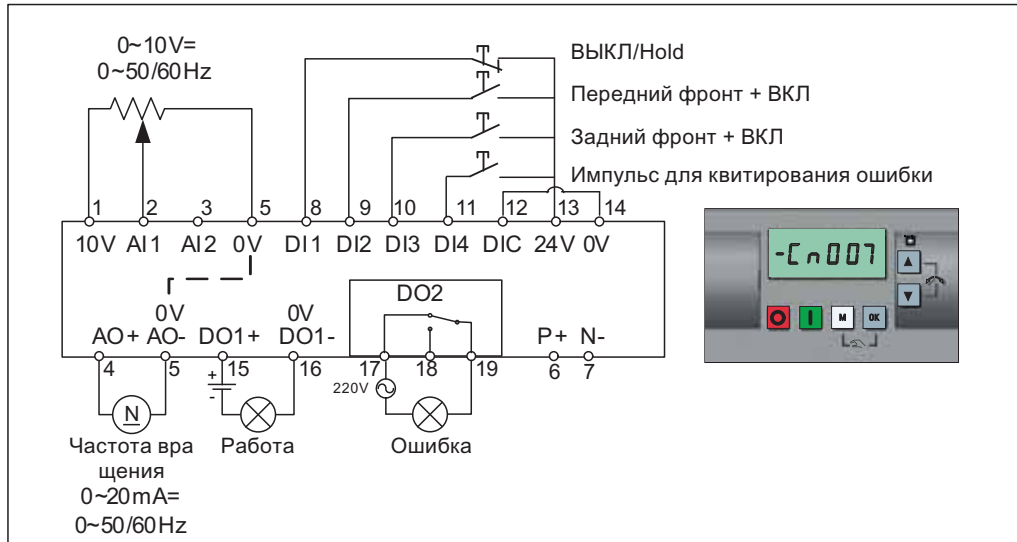 0~10V=
0~50/60Hz
ВЫКЛ/Hold
Передний фронт + ВКЛ
Задний фронт + ВКЛ
Импульс для квитирования ошибки
1 2 3 5 8 9 10 11 12 13 14
10V AI1 AI2 0V DI1 DI2 DI3 DI4 DIC 24V 0V
-Cn007
M OK
DO2
0V 0V
AO+ AO- DO1+ DO1- P+ N-
4 5 15 16 17 18 19 6 7
+
-
220V
N
Частота вра
щения
0~20mA=
0~50/60Hz
Работа
Ошибка